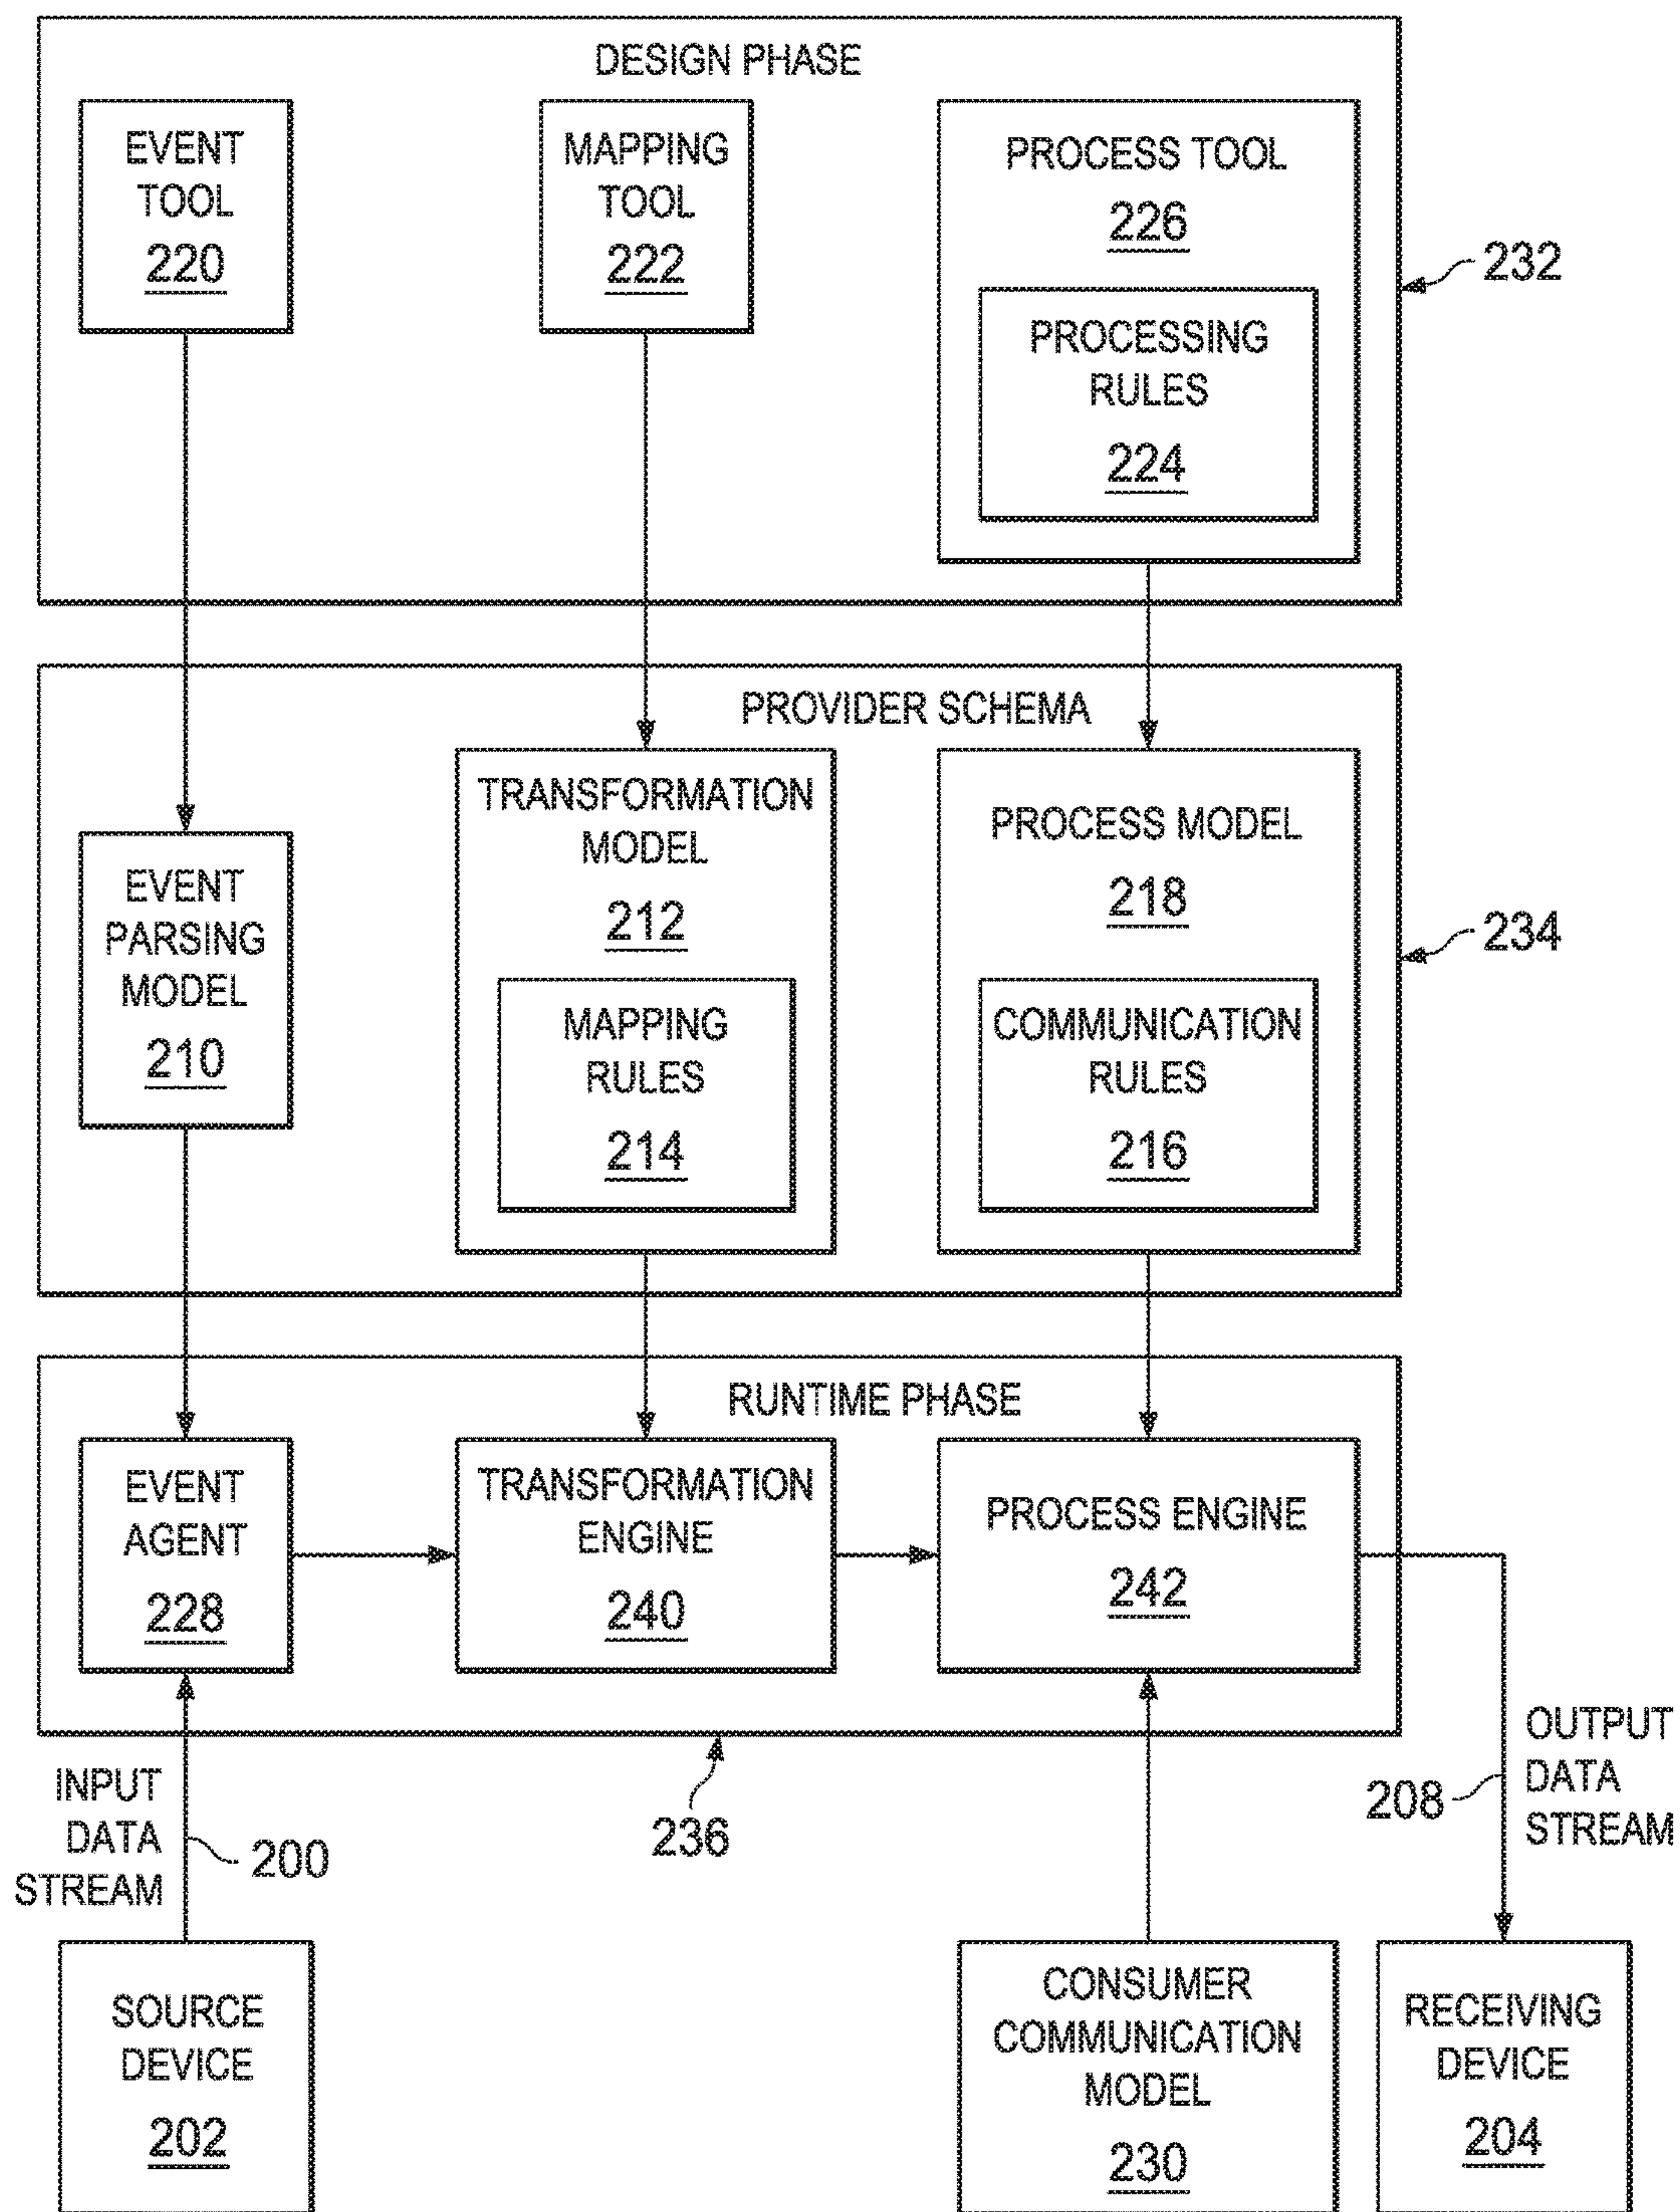 DESIGN PHASE
EVENT
TOOL
220
MAPPING
TOOL
222
PROCESS TOOL
226
PROCESSING
RULES
224
232
PROVIDER SCHEMA
EVENT
PARSING
MODEL
210
TRANSFORMATION
MODEL
212
MAPPING
RULES
214
PROCESS MODEL
218
COMMUNICATION
RULES
216
234
RUNTIME PHASE
EVENT
AGENT
228
TRANSFORMATION
ENGINE
240
PROCESS ENGINE
242
INPUT
DATA
STREAM
200
236
208
OUTPUT
DATA
STREAM
SOURCE
DEVICE
202
CONSUMER
COMMUNICATION
MODEL
230
RECEIVING
DEVICE
204